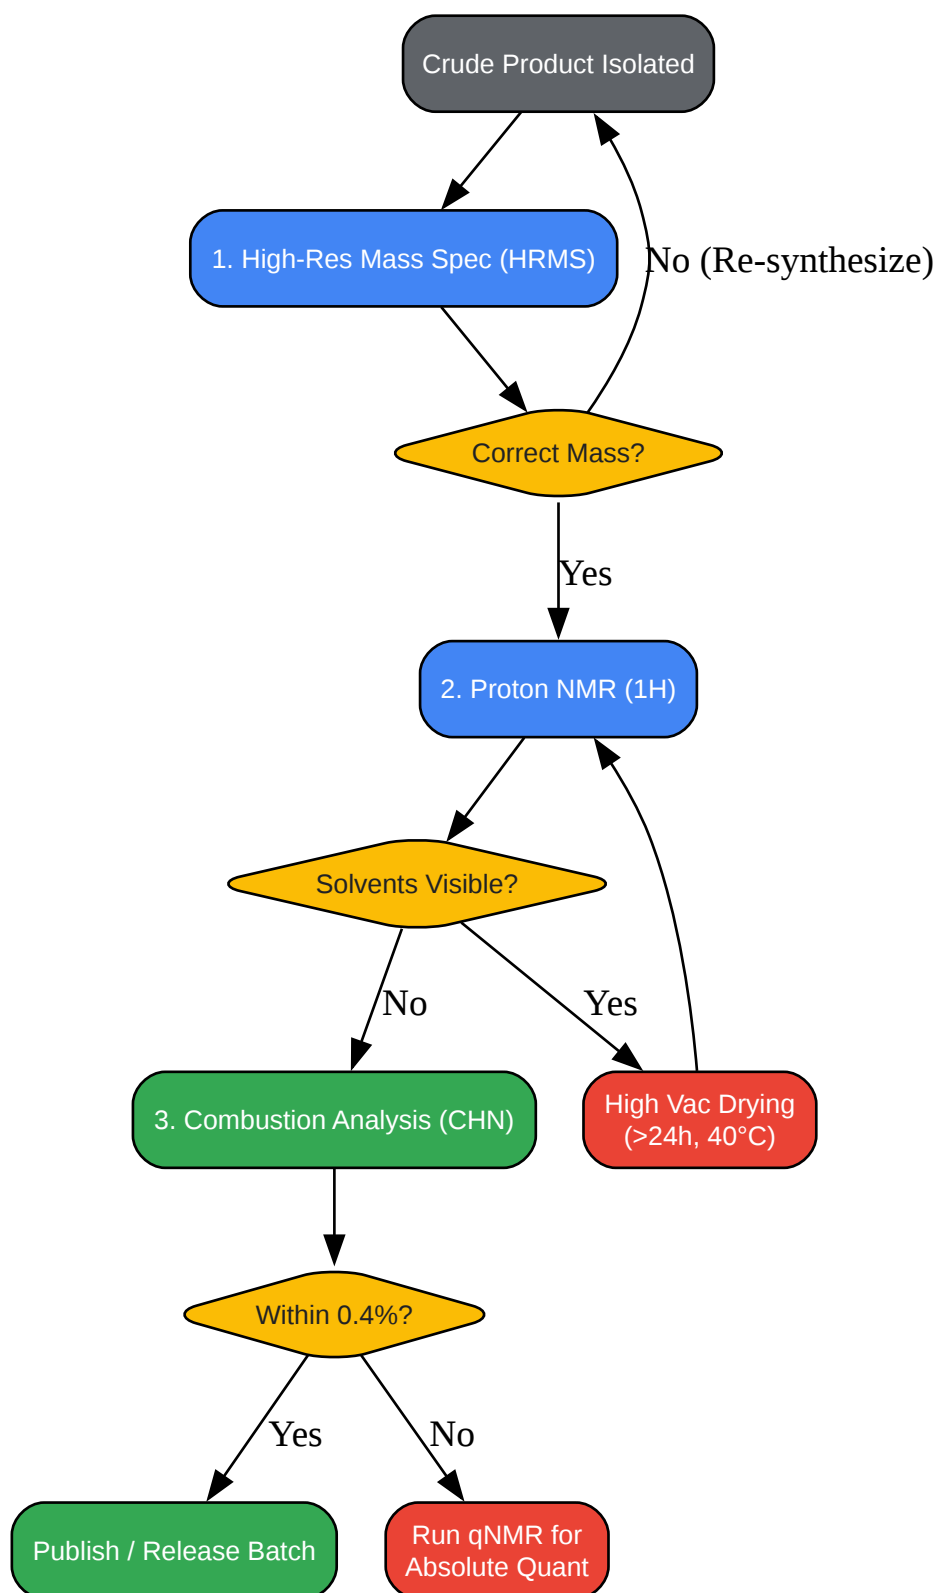 Crude Product Isolated
1. High-Res Mass Spec (HRMS)
No (Re-synthesize)
Correct Mass?
Yes
2. Proton NMR (1H)
Solvents Visible?
No
Yes
3. Combustion Analysis (CHN)
High Vac Drying
(>24h, 40°C)
Within 0.4%?
Yes
No
Publish / Release Batch
Run qNMR for
Absolute Quant